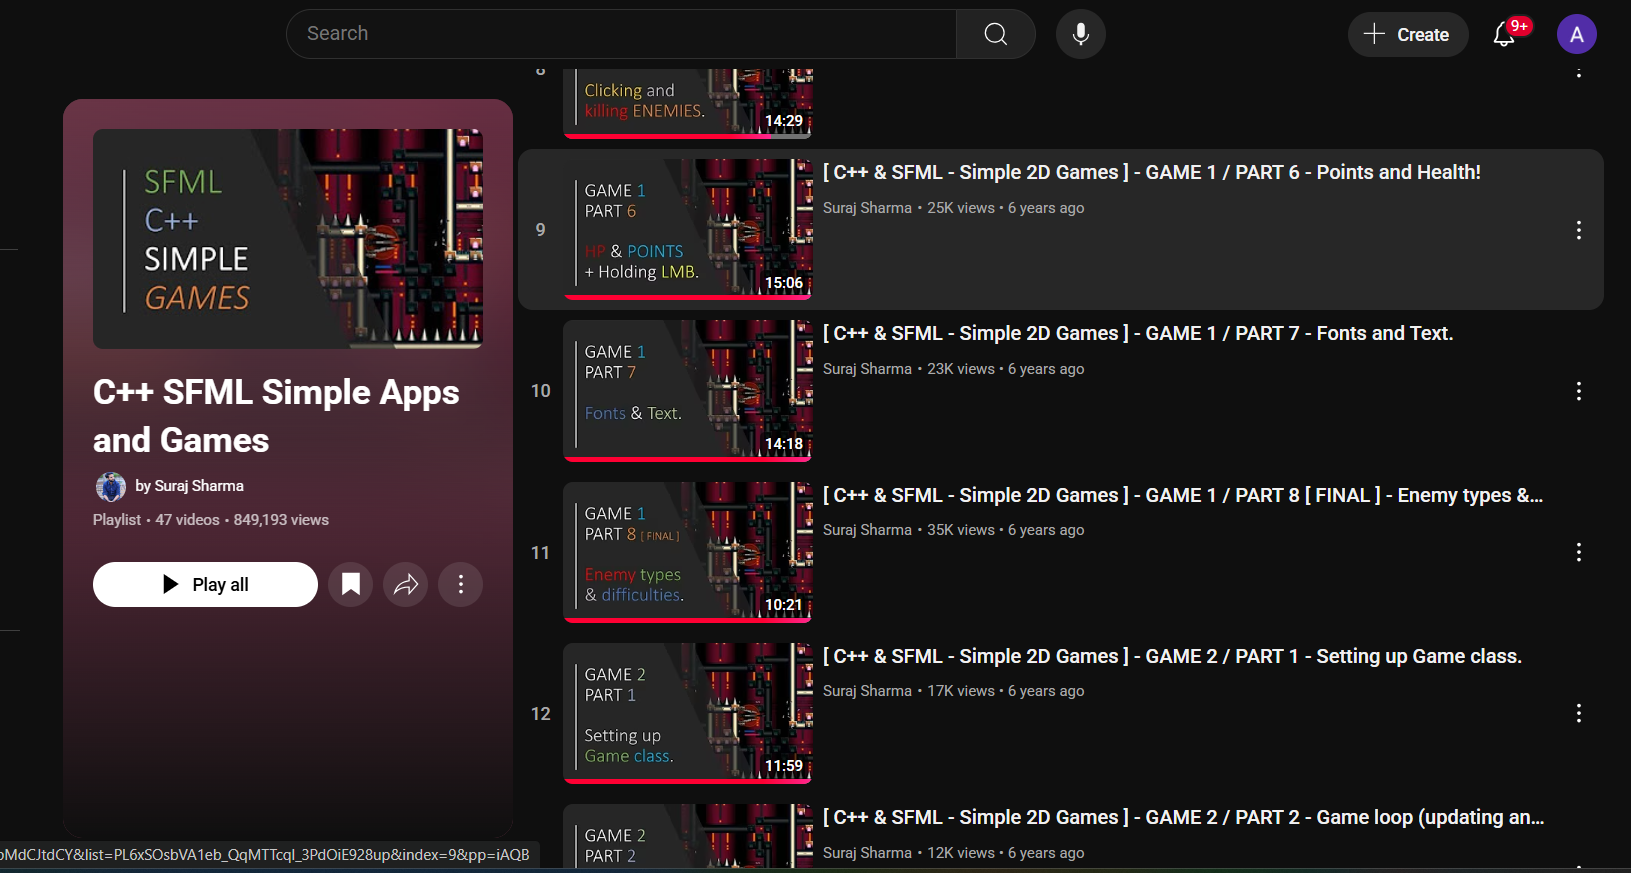 Search
Create
9+
A
SFML
C++
SIMPLE
GAMES
C++ SFML Simple Apps
and Games
by Suraj Sharma
Playlist • 47 videos • 849,193 views
Play all
8
Clicking and
killing ENEMIES.
14:29
9
GAME 1
PART 6
HP & POINTS
+ Holding LMB.
15:06
[ C++ & SFML - Simple 2D Games ] - GAME 1 / PART 6 - Points and Health!
Suraj Sharma • 25K views • 6 years ago
10
GAME 1
PART 7
Fonts & Text.
14:18
[ C++ & SFML - Simple 2D Games ] - GAME 1 / PART 7 - Fonts and Text.
Suraj Sharma • 23K views • 6 years ago
11
GAME 1
PART 8 [ FINAL ]
Enemy types
& difficulties.
10:21
[ C++ & SFML - Simple 2D Games ] - GAME 1 / PART 8 [ FINAL ] - Enemy types &...
Suraj Sharma • 35K views • 6 years ago
12
GAME 2
PART 1
Setting up
Game class.
11:59
[ C++ & SFML - Simple 2D Games ] - GAME 2 / PART 1 - Setting up Game class.
Suraj Sharma • 17K views • 6 years ago
GAME 2
PART 2
[ C++ & SFML - Simple 2D Games ] - GAME 2 / PART 2 - Game loop (updating an...
Suraj Sharma • 12K views • 6 years ago